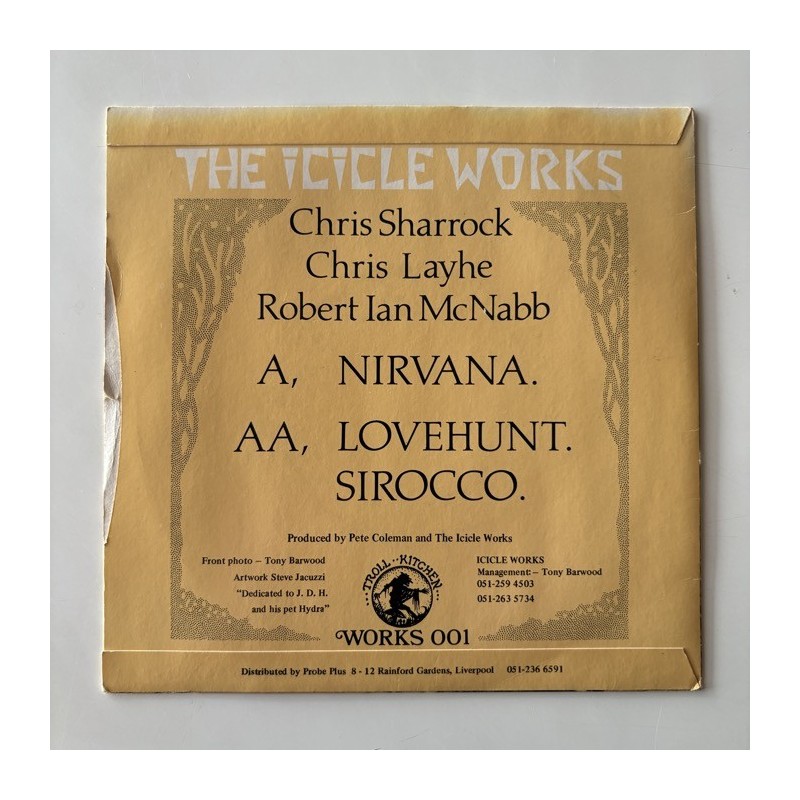 THE iCiCLE WORKS
Chris Sharrock
Chris Layhe
Robert Ian McNabb
A, NIRVANA.
AA, LOVEHUNT.
SIROCCO.
Produced by Pete Coleman and The Icicle Works
Front photo – Tony Barwood
Artwork Steve Jacuzzi
“Dedicated to J. D. H.
and his pet Hydra”
TROLL·KITCHEN
WORKS 001
ICICLE WORKS
Management:– Tony Barwood
051-259 4503
051-263 5734
Distributed by Probe Plus 8 - 12 Rainford Gardens, Liverpool 051-236 6591